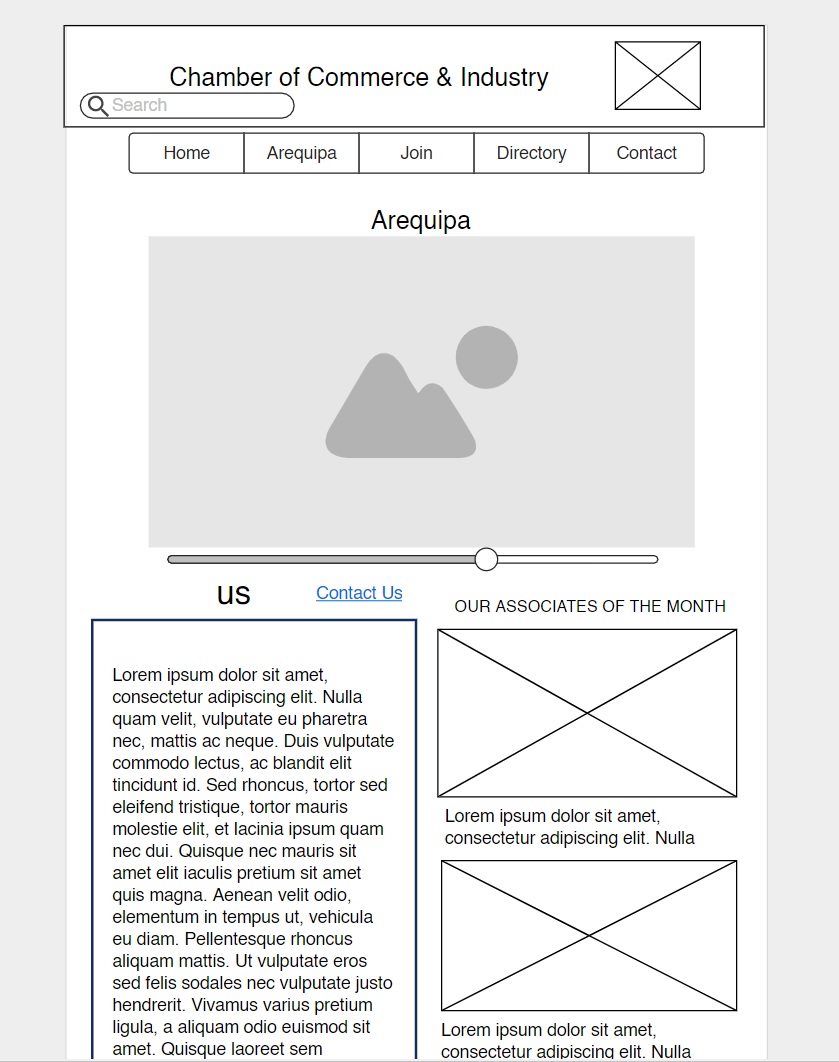 Chamber of Commerce & Industry
Search
Home
Arequipa
Join
Directory
Contact
Arequipa
us
Contact Us
Lorem ipsum dolor sit amet,
consectetur adipiscing elit. Nulla
quam velit, vulputate eu pharetra
nec, mattis ac neque. Duis vulputate
commodo lectus, ac blandit elit
tincidunt id. Sed rhoncus, tortor sed
eleifend tristique, tortor mauris
molestie elit, et lacinia ipsum quam
nec dui. Quisque nec mauris sit
amet elit iaculis pretium sit amet
quis magna. Aenean velit odio,
elementum in tempus ut, vehicula
eu diam. Pellentesque rhoncus
aliquam mattis. Ut vulputate eros
sed felis sodales nec vulputate justo
hendrerit. Vivamus varius pretium
ligula, a aliquam odio euismod sit
amet. Quisque laoreet sem
OUR ASSOCIATES OF THE MONTH
Lorem ipsum dolor sit amet,
consectetur adipiscing elit. Nulla
Lorem ipsum dolor sit amet,
consectetur adipiscing elit. Nulla